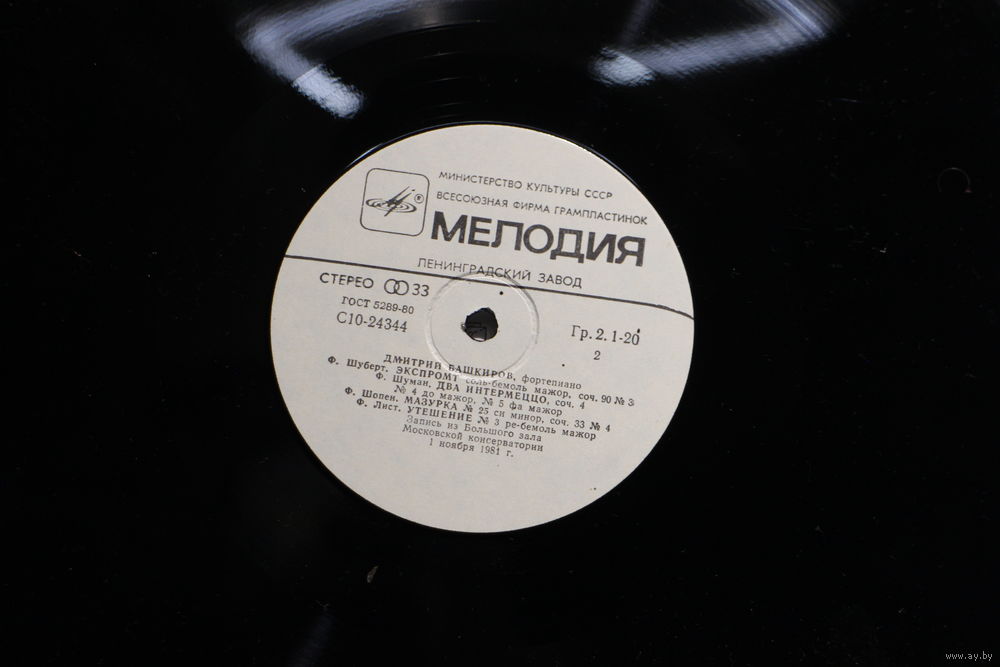 МИНИСТЕРСТВО КУЛЬТУРЫ СССР
ВСЕСОЮЗНАЯ ФИРМА ГРАМПЛАСТИНОК
®
МЕЛОДИЯ
ЛЕНИНГРАДСКИЙ ЗАВОД
СТЕРЕО 33
ГОСТ 5289-80
С10-24344
Гр. 2. 1-20
2
ДМИТРИЙ БАШКИРОВ, фортепиано
Ф. Шуберт. ЭКСПРОМТ соль-бемоль мажор, соч. 90 № 3
Ф. Шуман. ДВА ИНТЕРМЕЦЦО, соч. 4
№ 4 до мажор, № 5 фа мажор
Ф. Шопен. МАЗУРКА № 25 си минор, соч. 33 № 4
Ф. Лист. УТЕШЕНИЕ № 3 ре-бемоль мажор
Запись из Большого зала
Московской консерватории
1 ноября 1981 г.
www.ay.by